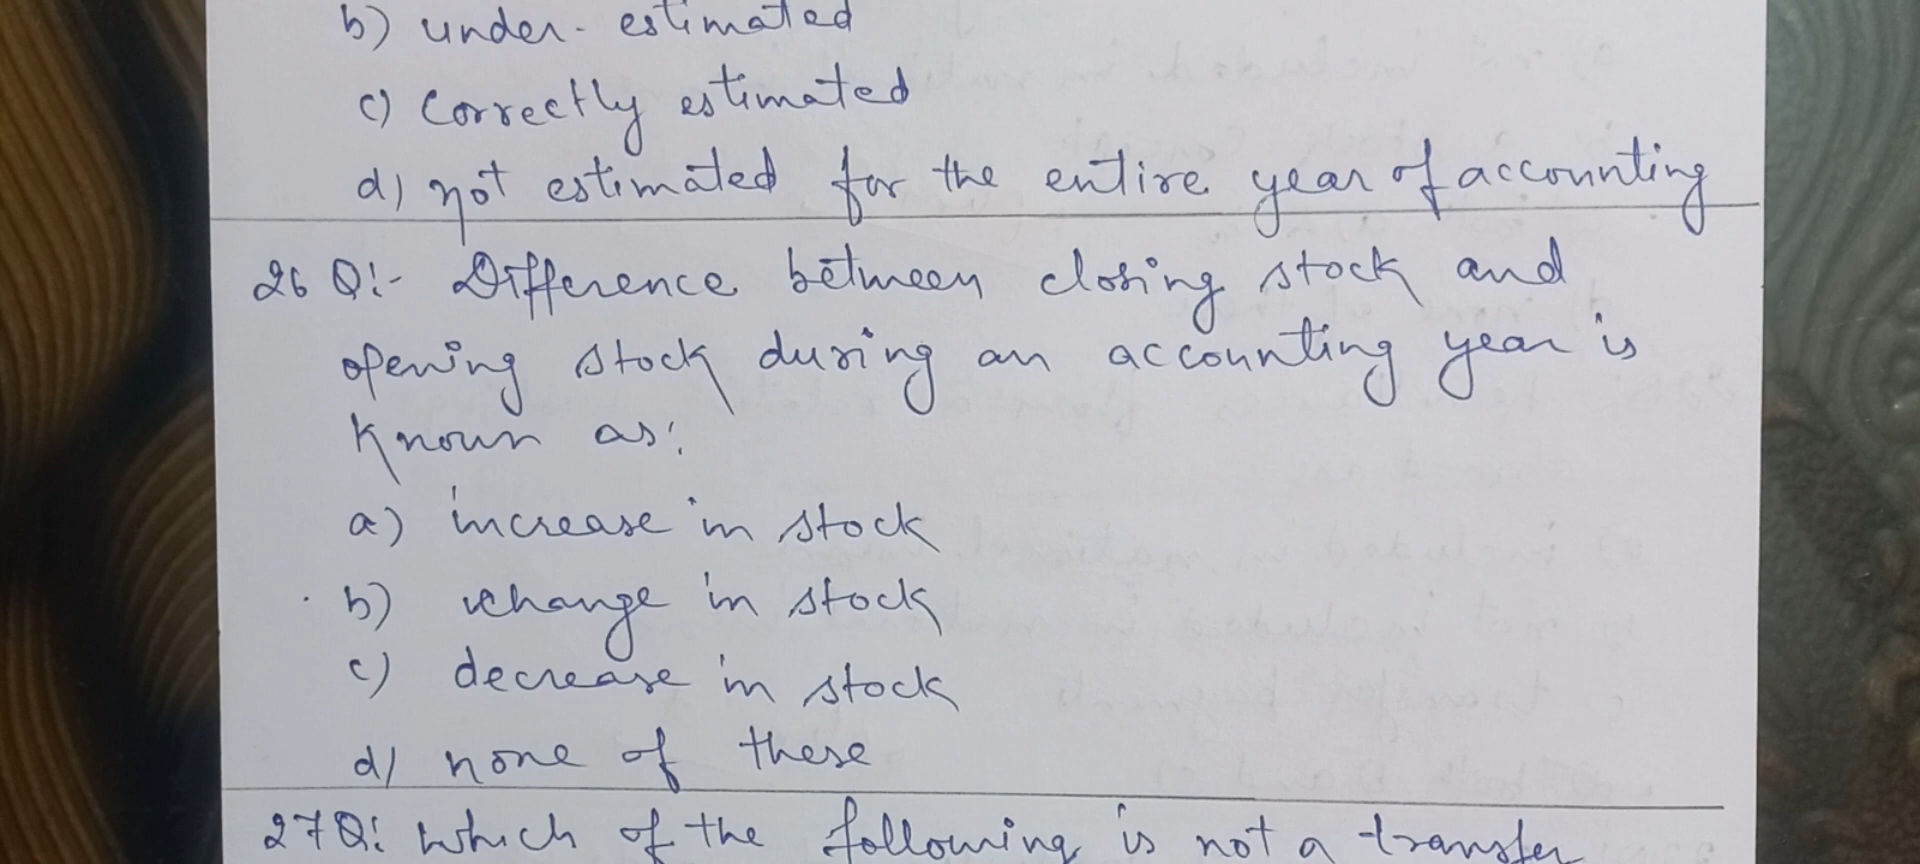 b) under-estimated
c) Correctly estimated
d) not estimated for the entire year of accounting
26 Q:- Difference between closing stock and
opening stock during an accounting year is
Known as:
a) increase in stock
b) change in stock
c) decrease in stock
d) none of these
27Q: Which of the following is not a transfer